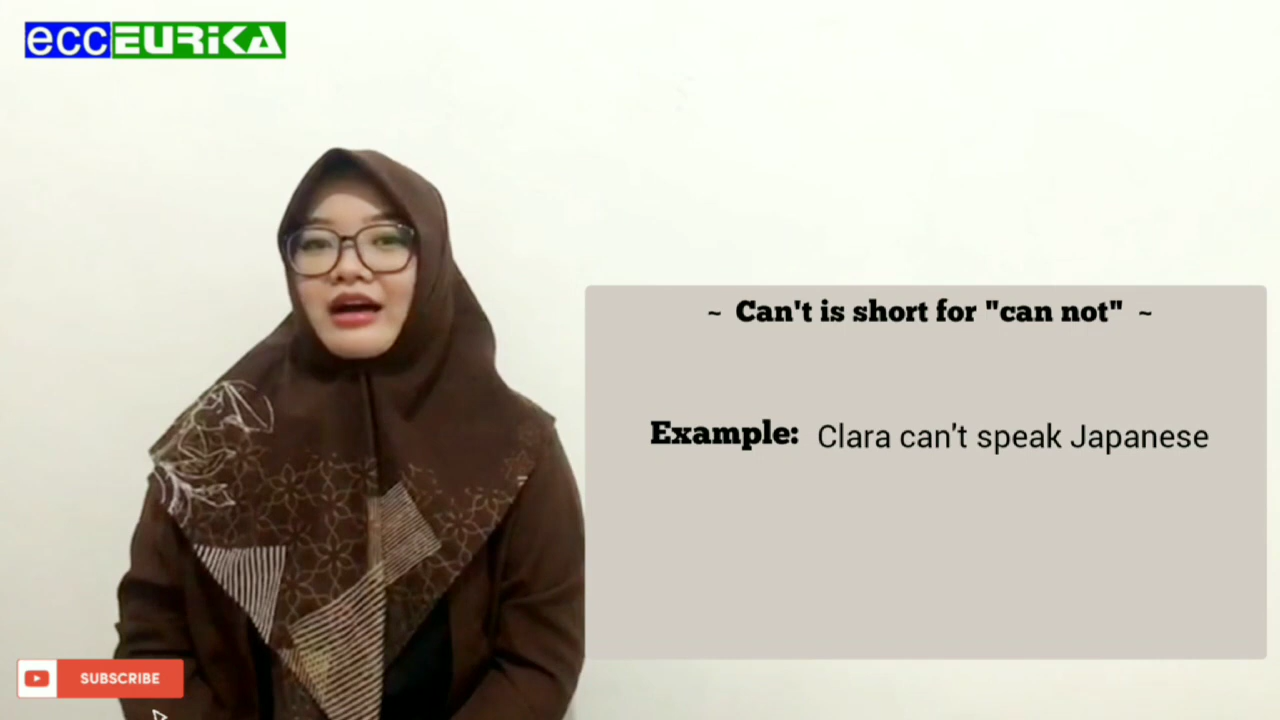 eccEURiKA
~ Can't is short for "can not" ~
Example: Clara can't speak Japanese
SUBSCRIBE